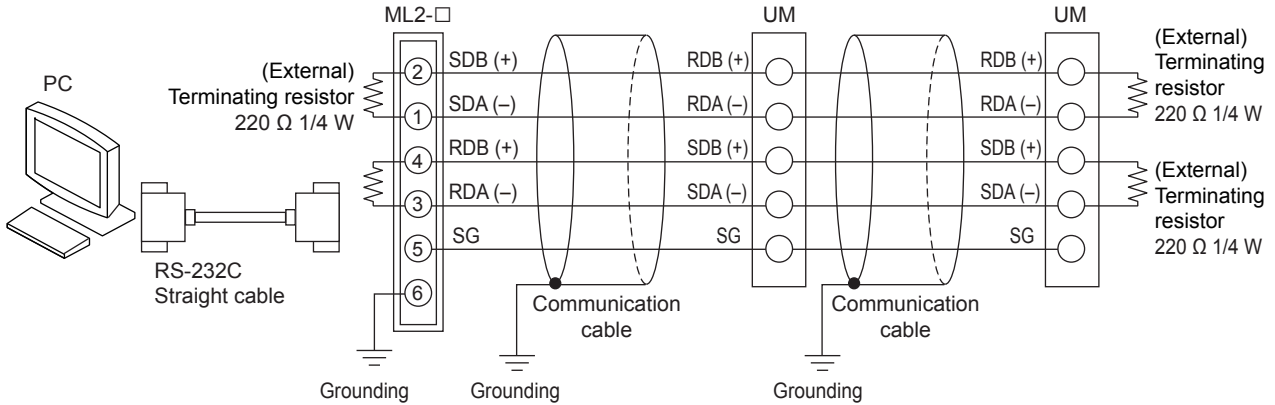 ML2-□
UM
UM
PC
(External)
Terminating resistor
220 Ω 1/4 W
RS-232C
Straight cable
2
1
4
3
5
6
SDB (+)
SDA (–)
RDB (+)
RDA (–)
SG
RDB (+)
RDA (–)
SDB (+)
SDA (–)
SG
RDB (+)
RDA (–)
SDB (+)
SDA (–)
SG
(External)
Terminating
resistor
220 Ω 1/4 W
(External)
Terminating
resistor
220 Ω 1/4 W
Communication
cable
Communication
cable
Grounding
Grounding
Grounding